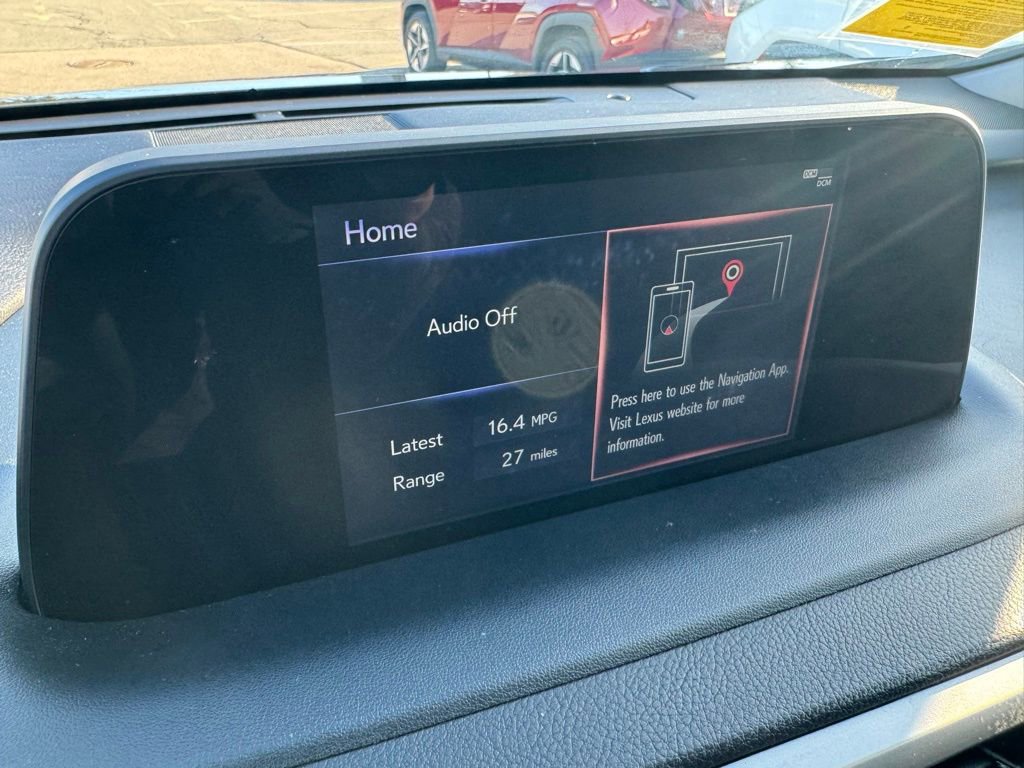 DCM
DCM
Home
Audio Off
Latest 16.4 MPG
Range 27 miles
Press here to use the Navigation App.
Visit Lexus website for more
information.